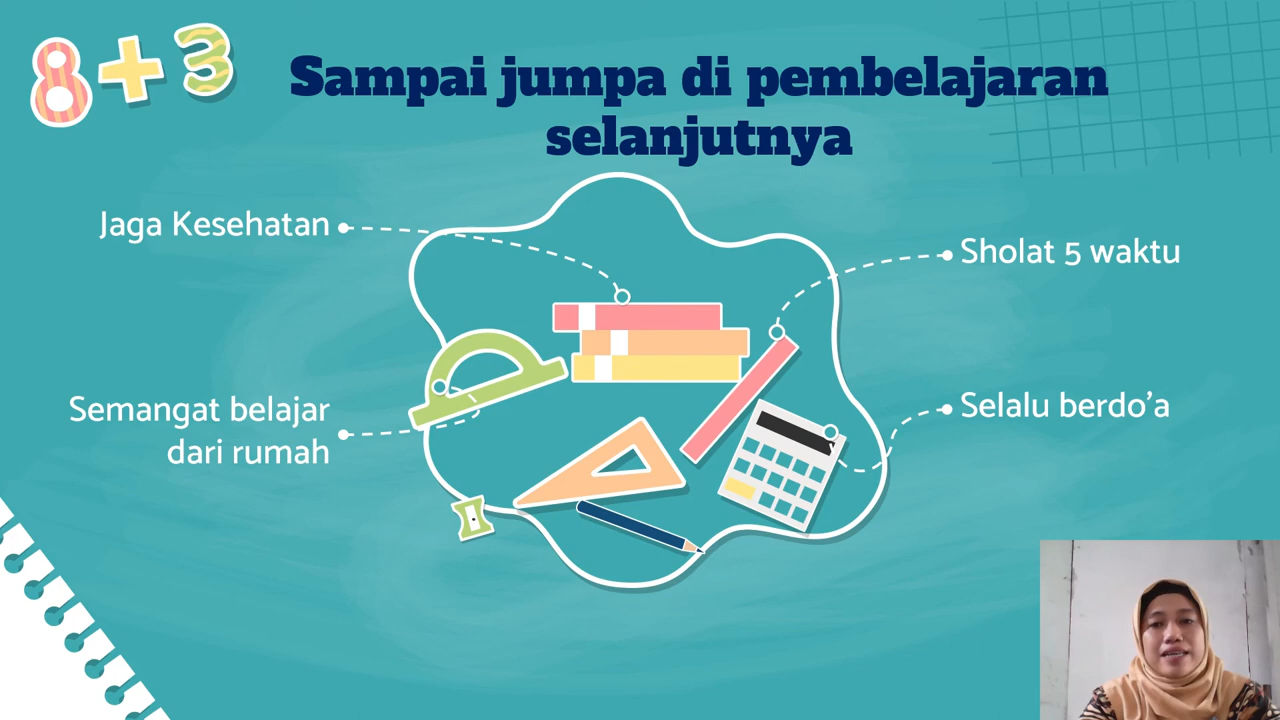 8+3
Sampai jumpa di pembelajaran
selanjutnya
Jaga Kesehatan
Sholat 5 waktu
Semangat belajar
dari rumah
Selalu berdo'a